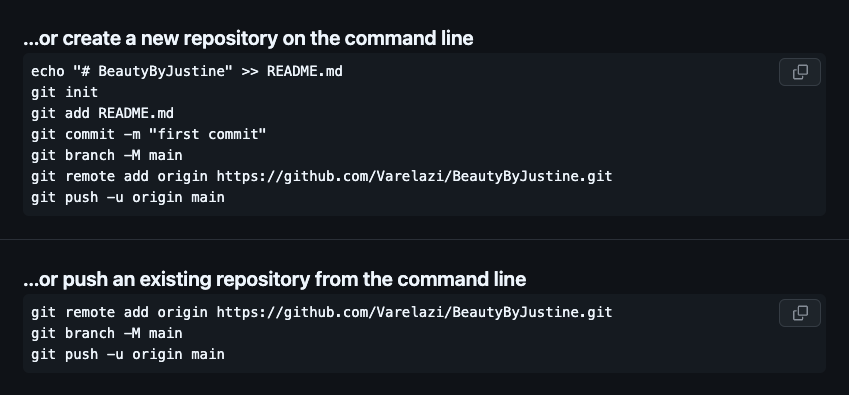 ...or create a new repository on the command line
echo "# BeautyByJustine" >> README.md
git init
git add README.md
git commit -m "first commit"
git branch -M main
git remote add origin https://github.com/Varelazi/BeautyByJustine.git
git push -u origin main
...or push an existing repository from the command line
git remote add origin https://github.com/Varelazi/BeautyByJustine.git
git branch -M main
git push -u origin main